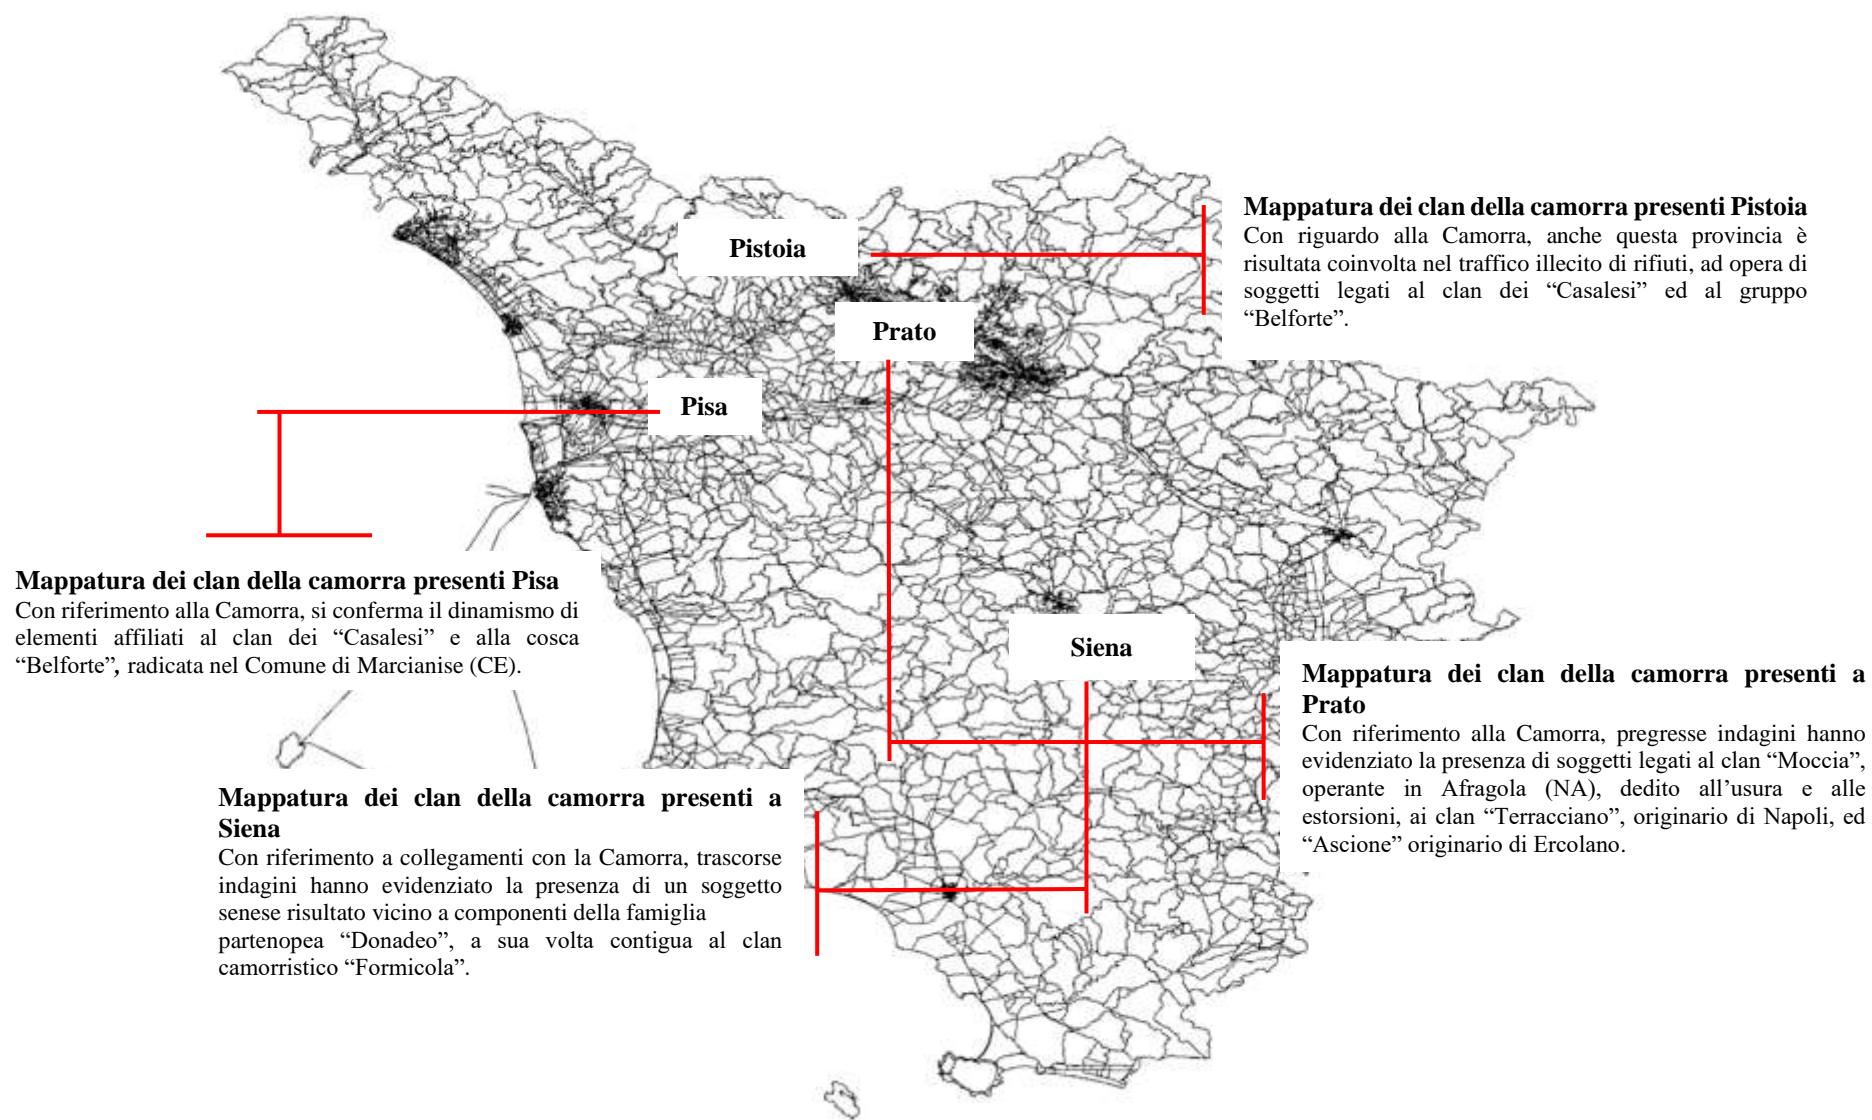 Pistoia
Mappatura dei clan della camorra presenti Pistoia
Con riguardo alla Camorra, anche questa provincia è
risultata coinvolta nel traffico illecito di rifiuti, ad opera di
soggetti legati al clan dei “Casalesi” ed al gruppo
“Belforte”.
Prato
Pisa
Mappatura dei clan della camorra presenti Pisa
Con riferimento alla Camorra, si conferma il dinamismo di
elementi affiliati al clan dei “Casalesi” e alla cosca
“Belforte”, radicata nel Comune di Marcianise (CE).
Siena
Mappatura dei clan della camorra presenti a
Prato
Con riferimento alla Camorra, pregresse indagini hanno
evidenziato la presenza di soggetti legati al clan “Moccia”,
operante in Afragola (NA), dedito all’usura e alle
estorsioni, ai clan “Terracciano”, originario di Napoli, ed
“Ascione” originario di Ercolano.
Mappatura dei clan della camorra presenti a
Siena
Con riferimento a collegamenti con la Camorra, trascorse
indagini hanno evidenziato la presenza di un soggetto
senese risultato vicino a componenti della famiglia
partenopea “Donadeo”, a sua volta contigua al clan
camorristico “Formicola”.